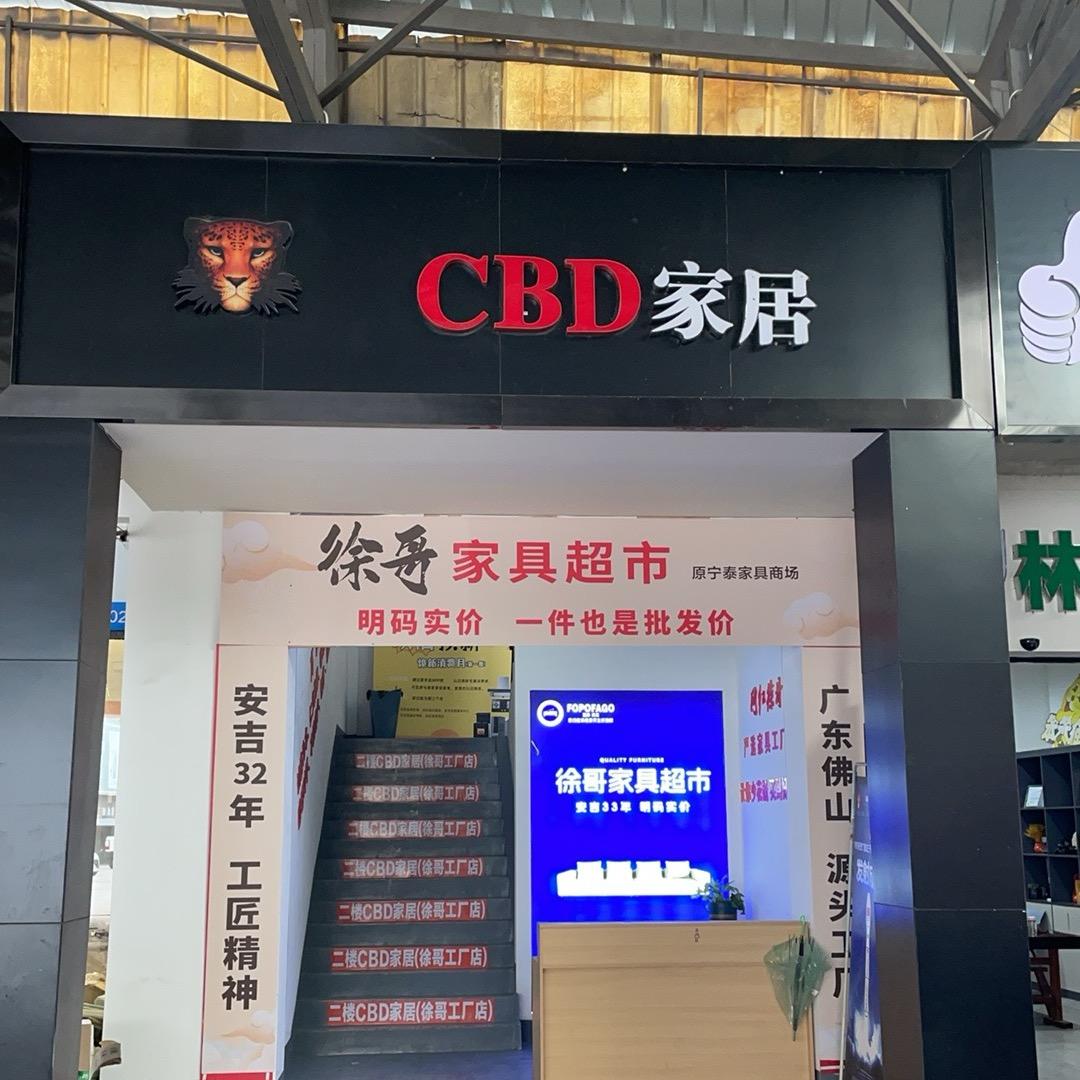 CBD家居
徐哥 家具超市 原宁泰家具商场
明码实价 一件也是批发价
安吉32年 工匠精神
广东佛山 源头工厂
FOPOFAGO
QUALITY FURNITURE
徐哥家具超市
安吉33年 明码实价
严选家具工厂
二楼CBD家居(徐哥工厂店)
二楼CBD家居(徐哥工厂店)
二楼CBD家居(徐哥工厂店)
二楼CBD家居(徐哥工厂店)
二楼CBD家居(徐哥工厂店)
二楼CBD家居(徐哥工厂店)
二楼CBD家居(徐哥工厂店)
林
02